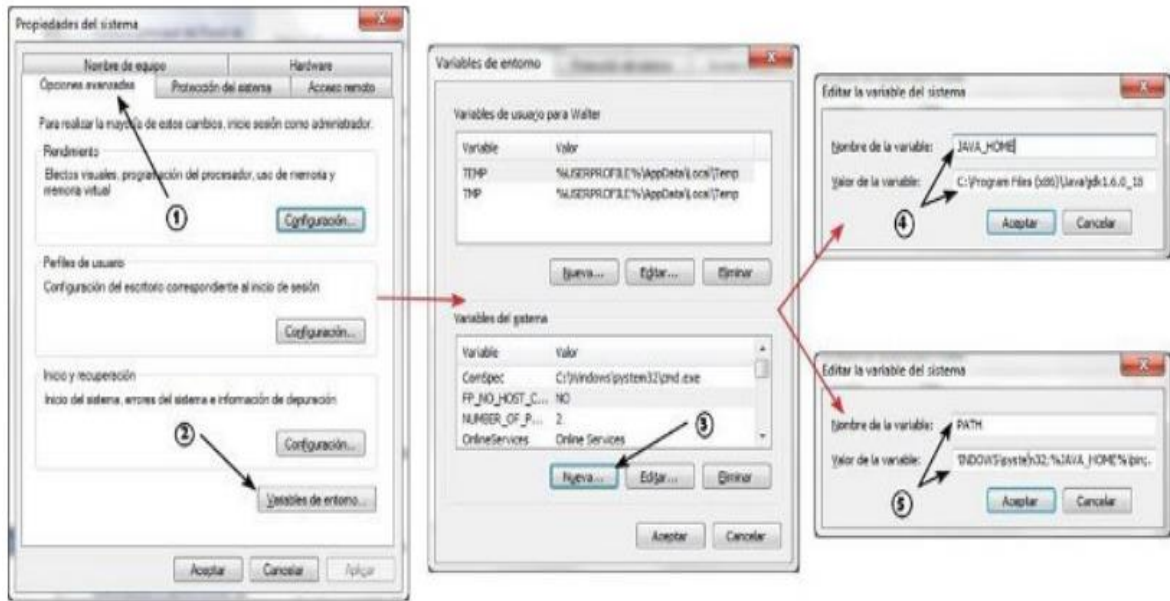 Propiedades del sistema
Nombre de equipo
Hardware
Opciones avanzadas
Protección del sistema
Acceso remoto
Para realizar la mayoría de estos cambios, inicie sesión como administrador.
Rendimiento
Efectos visuales, programación del procesador, uso de memoria y
memoria virtual
①
Configuración...
Perfiles de usuario
Configuración del escritorio correspondiente al inicio de sesión
Configuración...
Inicio y recuperación
Inicio del sistema, errores del sistema e información de depuración
②
Configuración...
Variables de entorno...
Aceptar
Cancelar
Aplicar
Variables de entorno
Variables de usuario para Walter
Variable
Valor
TEMP
%USERPROFILE%\AppData\Local\Temp
TMP
%USERPROFILE%\AppData\Local\Temp
Nueva...
Editar...
Eliminar
Variables del sistema
Variable
Valor
ComSpec
C:\Windows\system32\cmd.exe
FP_NO_HOST_C...
NO
NUMBER_OF_P...
2
OnlineServices
Online Services
③
Nueva...
Editar...
Eliminar
Aceptar
Cancelar
Editar la variable del sistema
Nombre de la variable:
JAVA_HOME
Valor de la variable:
C:\Program Files (x86)\Java\jdk1.6.0_18
④
Aceptar
Cancelar
Editar la variable del sistema
Nombre de la variable:
PATH
Valor de la variable:
INDOWS\system32;%JAVA_HOME%\bin;.
⑤
Aceptar
Cancelar